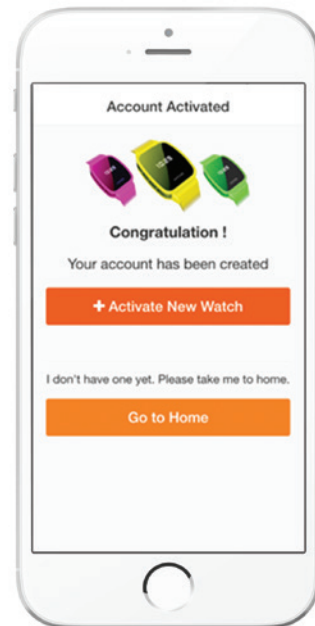 Account Activated
Congratulation !
Your account has been created
+ Activate New Watch
I don't have one yet. Please take me to home.
Go to Home